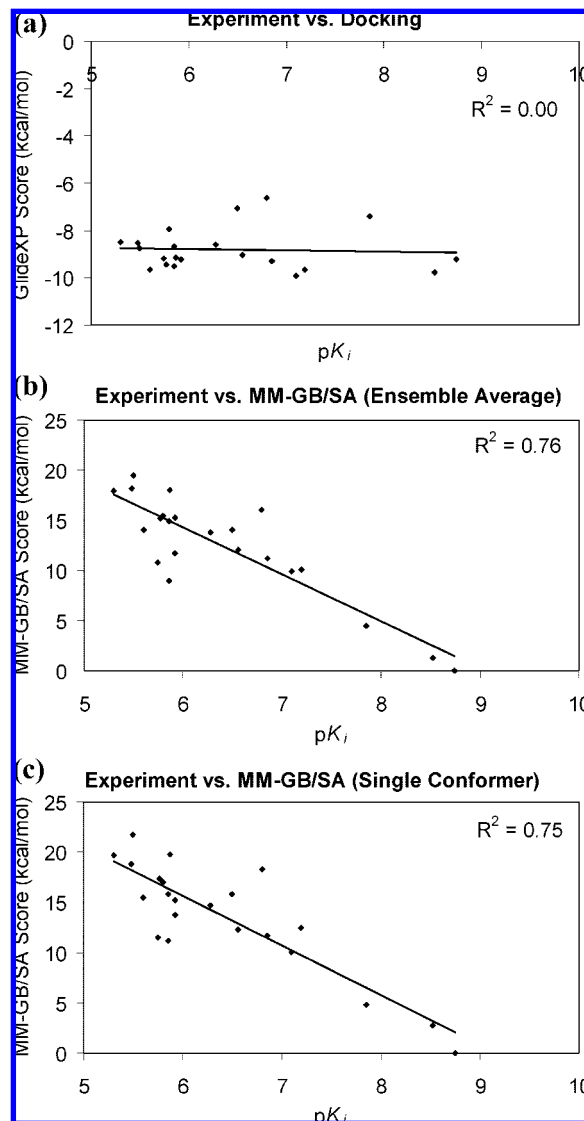 (a)
Experiment vs. Docking
GlideXP Score (kcal/mol)
0
-2
-4
-6
-8
-10
-12
5 6 7 8 9 10
R² = 0.00
pKᵢ
(b)
Experiment vs. MM-GB/SA (Ensemble Average)
MM-GB/SA Score (kcal/mol)
25
20
15
10
5
0
R² = 0.76
5 6 7 8 9 10
pKᵢ
(c)
Experiment vs. MM-GB/SA (Single Conformer)
MM-GB/SA Score (kcal/mol)
25
20
15
10
5
0
R² = 0.75
5 6 7 8 9 10
pKᵢ